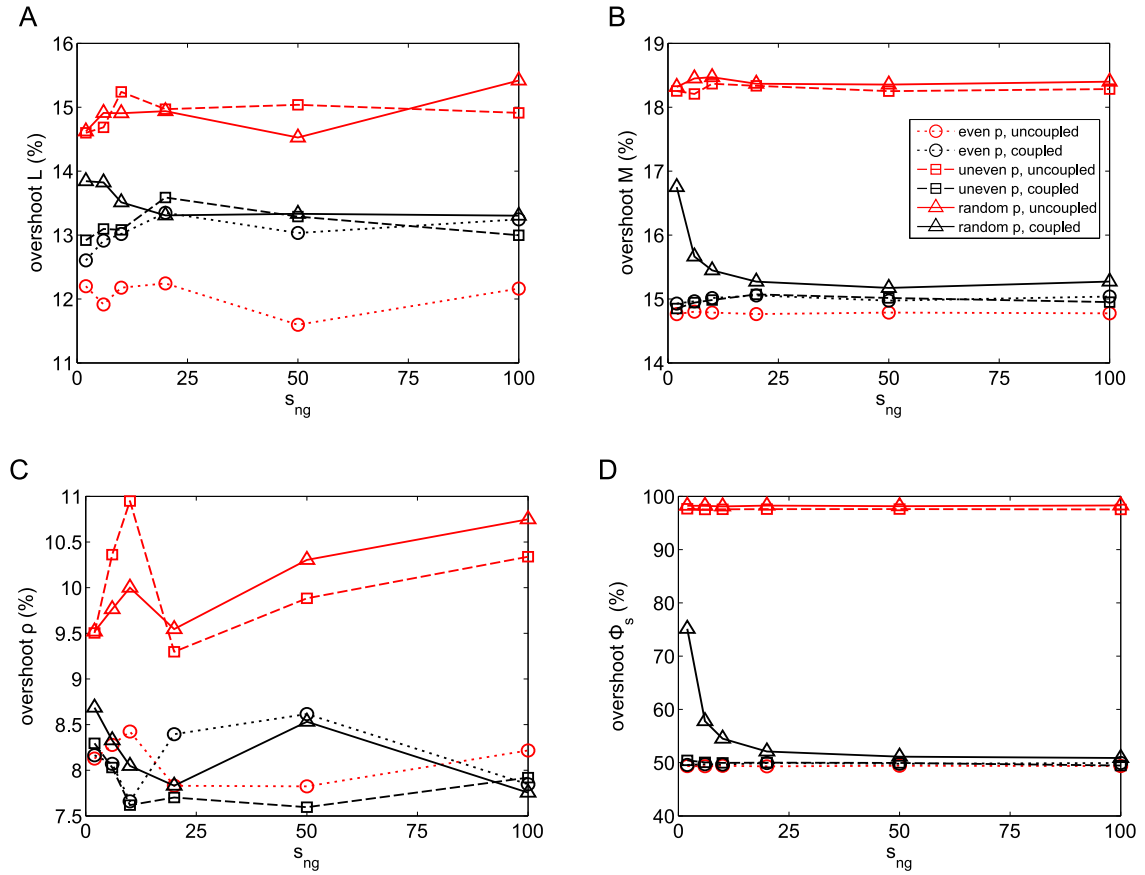 A
overshoot L (%)
16
15
14
13
12
11
0
25
50
75
100
s_ng
B
overshoot M (%)
19
18
17
16
15
14
0
25
50
75
100
s_ng
even p, uncoupled
even p, coupled
uneven p, uncoupled
uneven p, coupled
random p, uncoupled
random p, coupled
C
overshoot p (%)
11
10.5
10
9.5
9
8.5
8
7.5
0
25
50
75
100
s_ng
D
overshoot Φ_s (%)
100
90
80
70
60
50
40
0
25
50
75
100
s_ng